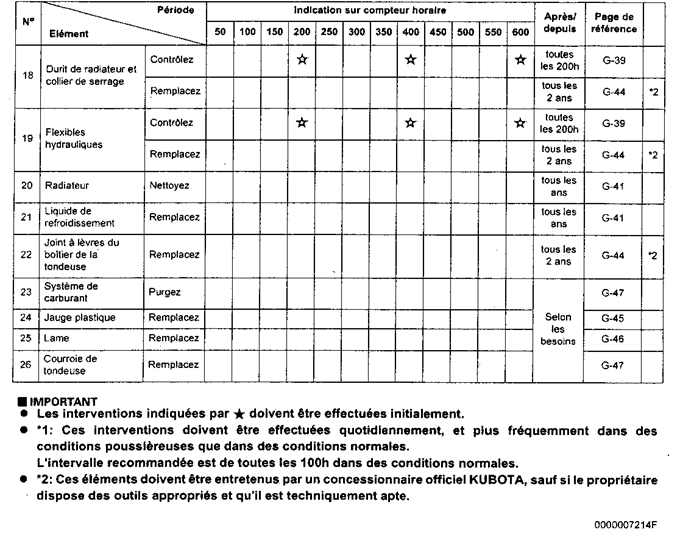 N° Période Elément Indication sur compteur horaire Après/ depuis Page de référence
50 100 150 200 250 300 350 400 450 500 550 600
18 Durit de radiateur et collier de serrage Contrôlez ☆ ☆ ☆ toutes les 200h G-39
Remplacez tous les 2 ans G-44 *2
19 Flexibles hydrauliques Contrôlez ☆ ☆ ☆ toutes les 200h G-39
Remplacez tous les 2 ans G-44 *2
20 Radiateur Nettoyez tous les ans G-41
21 Liquide de refroidissement Remplacez tous les ans G-41
22 Joint à lèvres du boîtier de la tondeuse Remplacez tous les 2 ans G-44 *2
23 Système de carburant Purgez Selon les besoins G-47
24 Jauge plastique Remplacez G-45
25 Lame Remplacez G-46
26 Courroie de tondeuse Remplacez G-47
■ IMPORTANT
● Les interventions indiquées par ★ doivent être effectuées initialement.
● *1: Ces interventions doivent être effectuées quotidiennement, et plus fréquemment dans des
conditions poussièreuses que dans des conditions normales.
L'intervalle recommandée est de toutes les 100h dans des conditions normales.
● *2: Ces éléments doivent être entretenus par un concessionnaire officiel KUBOTA, sauf si le propriétaire
dispose des outils appropriés et qu'il est techniquement apte.
0000007214F